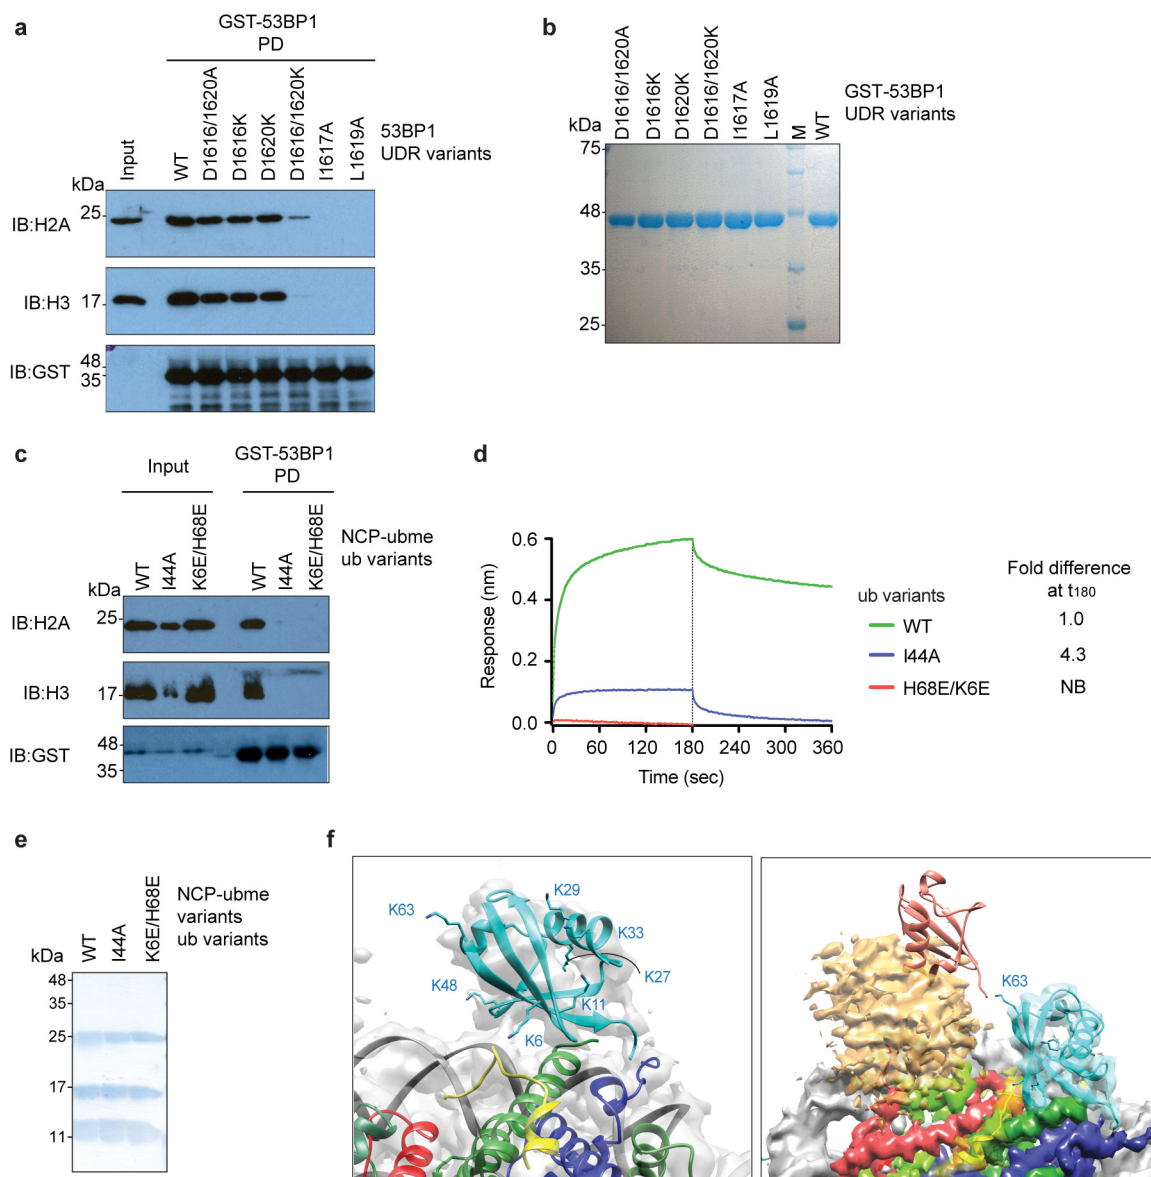 a
GST-53BP1
PD
Input
WT
D1616/1620A
D1616K
D1620K
D1616/1620K
I1617A
L1619A
53BP1
UDR variants
kDa
IB:H2A
25
IB:H3
17
IB:GST
48
35
b
D1616/1620A
D1616K
D1620K
D1616/1620K
I1617A
L1619A
M
WT
GST-53BP1
UDR variants
kDa
75
48
35
25
c
Input
GST-53BP1
PD
WT
I44A
K6E/H68E
WT
I44A
K6E/H68E
NCP-ubme
ub variants
kDa
IB:H2A
25
IB:H3
17
IB:GST
48
35
d
Response (nm)
0.6
0.4
0.2
0.0
0 60 120 180 240 300 360
Time (sec)
ub variants
Fold difference
at t180
WT 1.0
I44A 4.3
H68E/K6E NB
e
WT
I44A
K6E/H68E
NCP-ubme
variants
ub variants
kDa
48
35
25
17
11
f
K29
K63
K33
K27
K48
K11
K6
K63